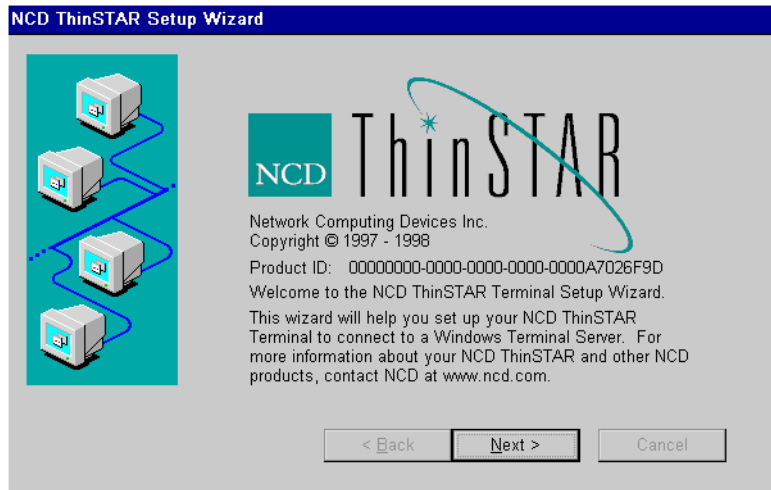 NCD ThinSTAR Setup Wizard
NCD
ThinSTAR
Network Computing Devices Inc.
Copyright © 1997 - 1998
Product ID: 00000000-0000-0000-0000-0000A7026F9D
Welcome to the NCD ThinSTAR Terminal Setup Wizard.
This wizard will help you set up your NCD ThinSTAR
Terminal to connect to a Windows Terminal Server. For
more information about your NCD ThinSTAR and other NCD
products, contact NCD at www.ncd.com.
< Back
Next >
Cancel